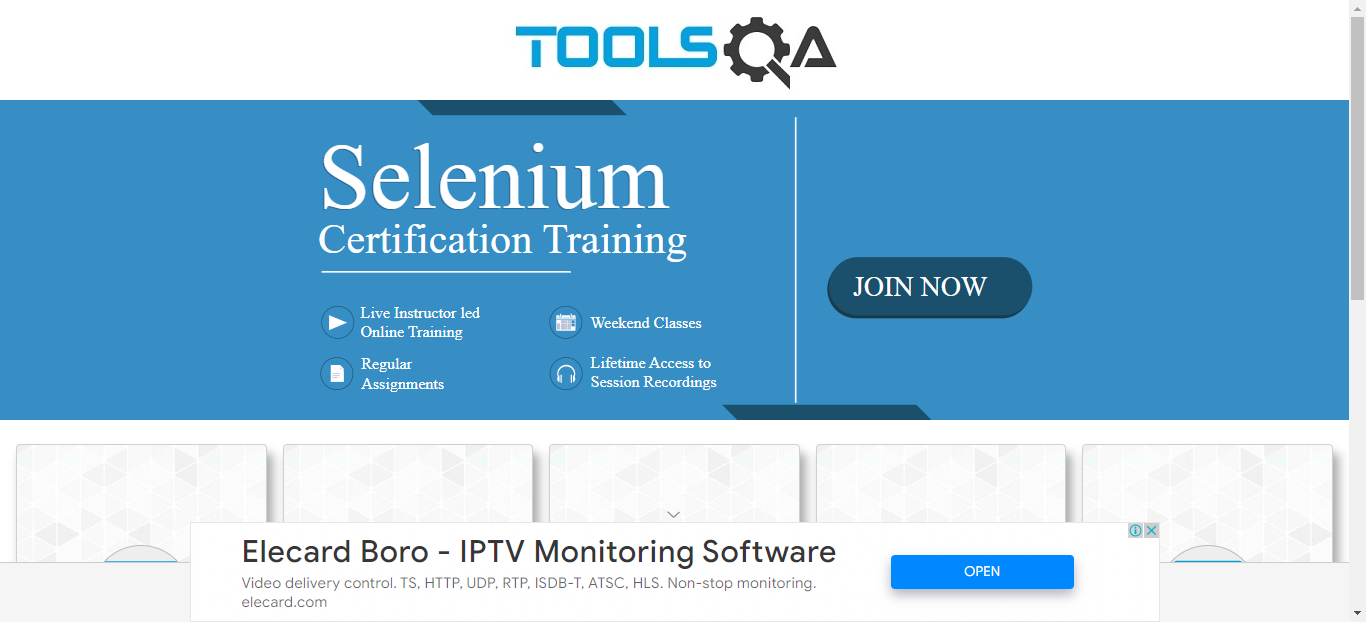 TOOLSQA
Selenium
Certification Training
Live Instructor led
Online Training
Weekend Classes
Regular
Assignments
Lifetime Access to
Session Recordings
JOIN NOW
Elecard Boro - IPTV Monitoring Software
Video delivery control. TS, HTTP, UDP, RTP, ISDB-T, ATSC, HLS. Non-stop monitoring.
elecard.com
OPEN